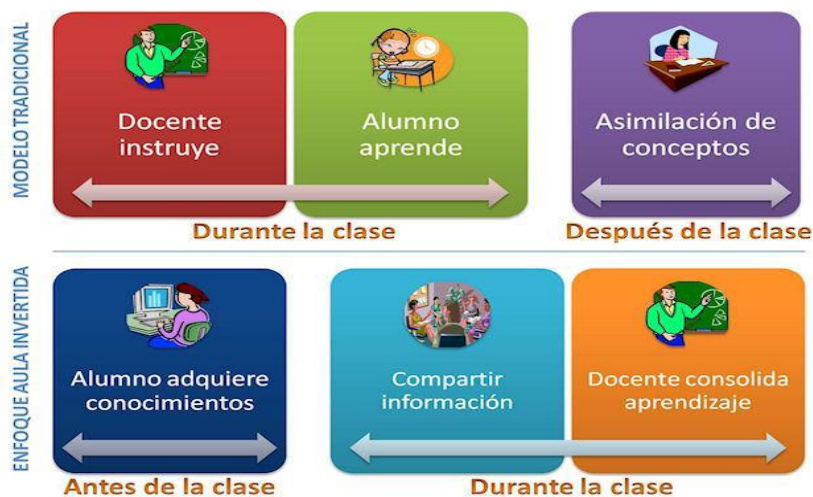 MODELO TRADICIONAL
Docente
instruye
Alumno
aprende
Asimilación de
conceptos
Durante la clase
Después de la clase
ENFOQUE AULA INVERTIDA
Alumno adquiere
conocimientos
Compartir
información
Docente consolida
aprendizaje
Antes de la clase
Durante la clase